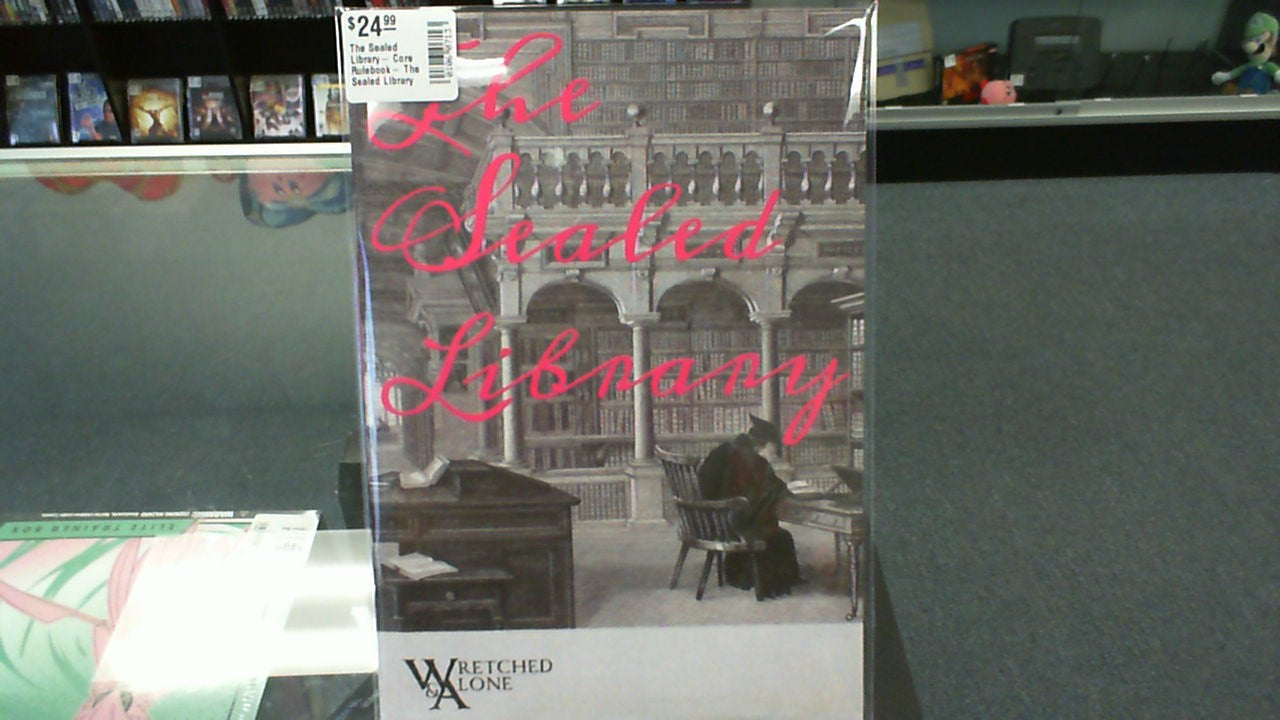 $24.99
The Sealed
Library - Core
Rulebook - The
Sealed Library
The
Sealed
Library
WRETCHED
& ALONE
ELITE TRAINER BOX